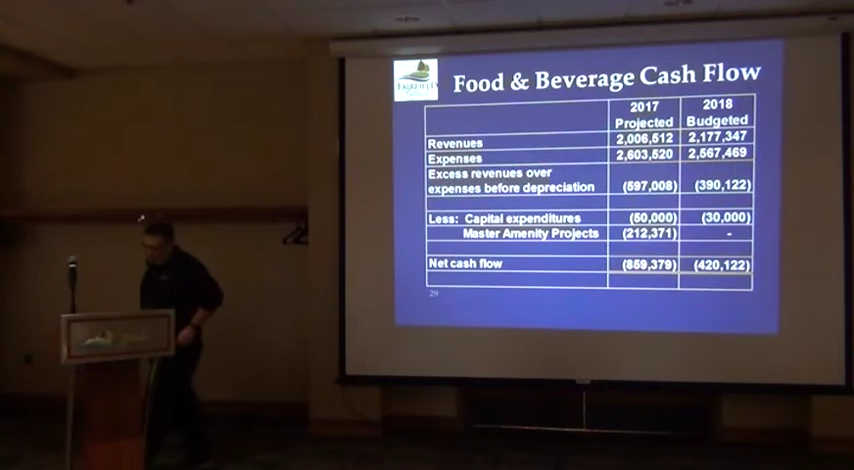 FAIRFIELD
Food & Beverage Cash Flow
2017 2018
Projected Budgeted
Revenues 2,006,512 2,177,347
Expenses 2,603,520 2,567,469
Excess revenues over
expenses before depreciation (597,008) (390,122)
Less: Capital expenditures (50,000) (30,000)
Master Amenity Projects (212,371) -
Net cash flow (859,379) (420,122)
29